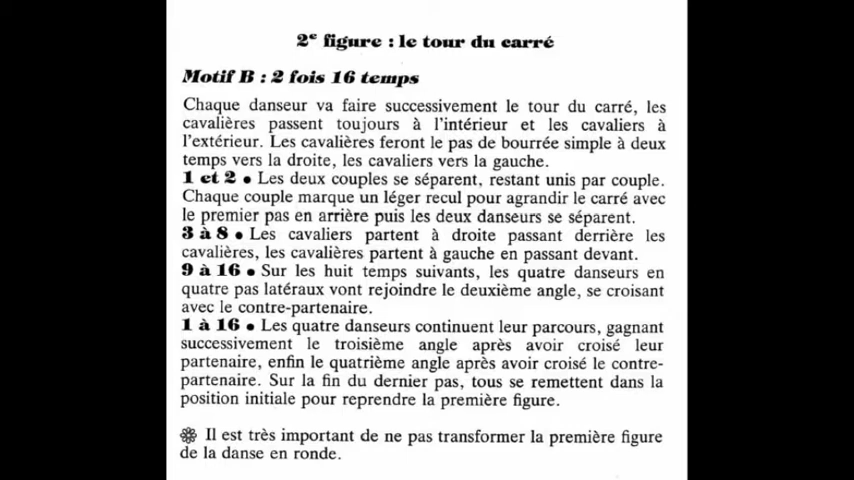 2e figure : le tour du carré
Motif B : 2 fois 16 temps
Chaque danseur va faire successivement le tour du carré, les
cavalières passent toujours à l'intérieur et les cavaliers à
l'extérieur. Les cavalières feront le pas de bourrée simple à deux
temps vers la droite, les cavaliers vers la gauche.
1 et 2 • Les deux couples se séparent, restant unis par couple.
Chaque couple marque un léger recul pour agrandir le carré avec
le premier pas en arrière puis les deux danseurs se séparent.
3 à 8 • Les cavaliers partent à droite passant derrière les
cavalières, les cavalières partent à gauche en passant devant.
9 à 16 • Sur les huit temps suivants, les quatre danseurs en
quatre pas latéraux vont rejoindre le deuxième angle, se croisant
avec le contre-partenaire.
1 à 16 • Les quatre danseurs continuent leur parcours, gagnant
successivement le troisième angle après avoir croisé leur
partenaire, enfin le quatrième angle après avoir croisé le contre-
partenaire. Sur la fin du dernier pas, tous se remettent dans la
position initiale pour reprendre la première figure.
Il est très important de ne pas transformer la première figure
de la danse en ronde.